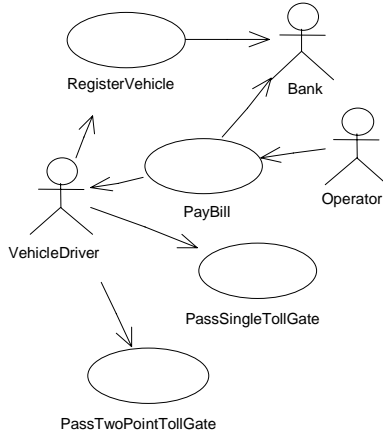 RegisterVehicle
Bank
PayBill
Operator
VehicleDriver
PassSingleTollGate
PassTwoPointTollGate